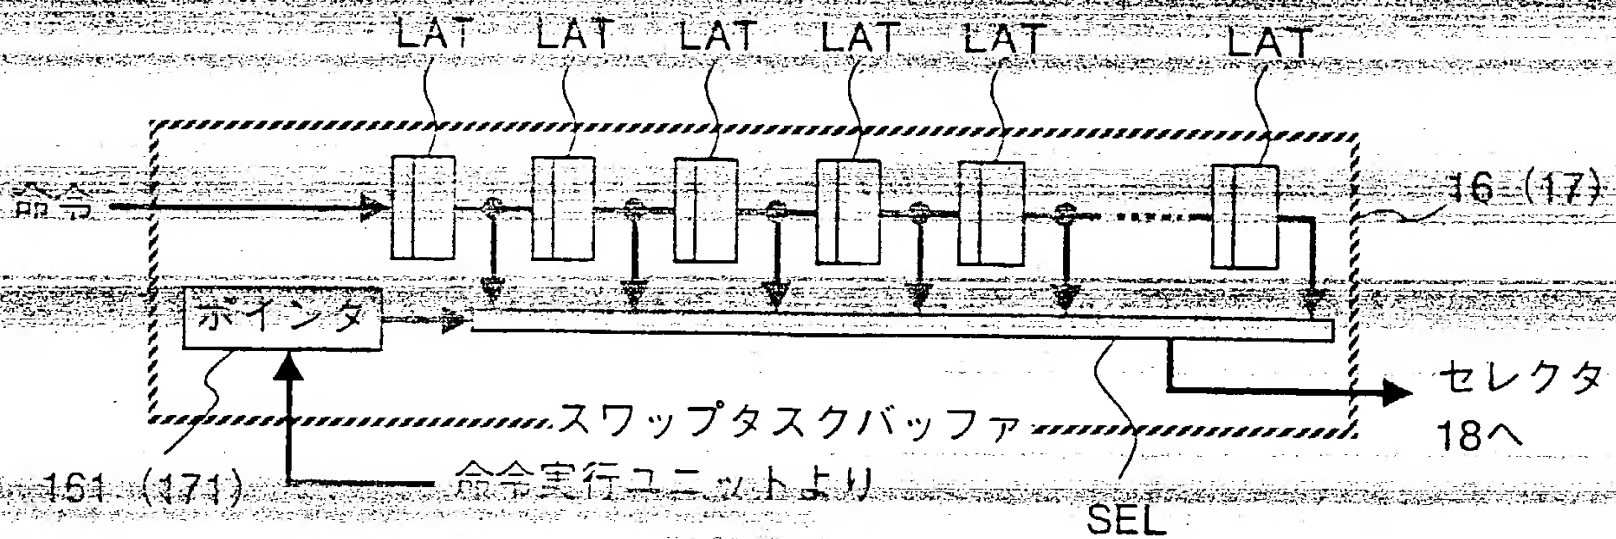 LAT LAT LAT LAT LAT LAT
命令
16 (17)
ポインタ
セレクタ
18へ
スワップタスクバッファ
161 (171)
命令実行ユニットより
SEL